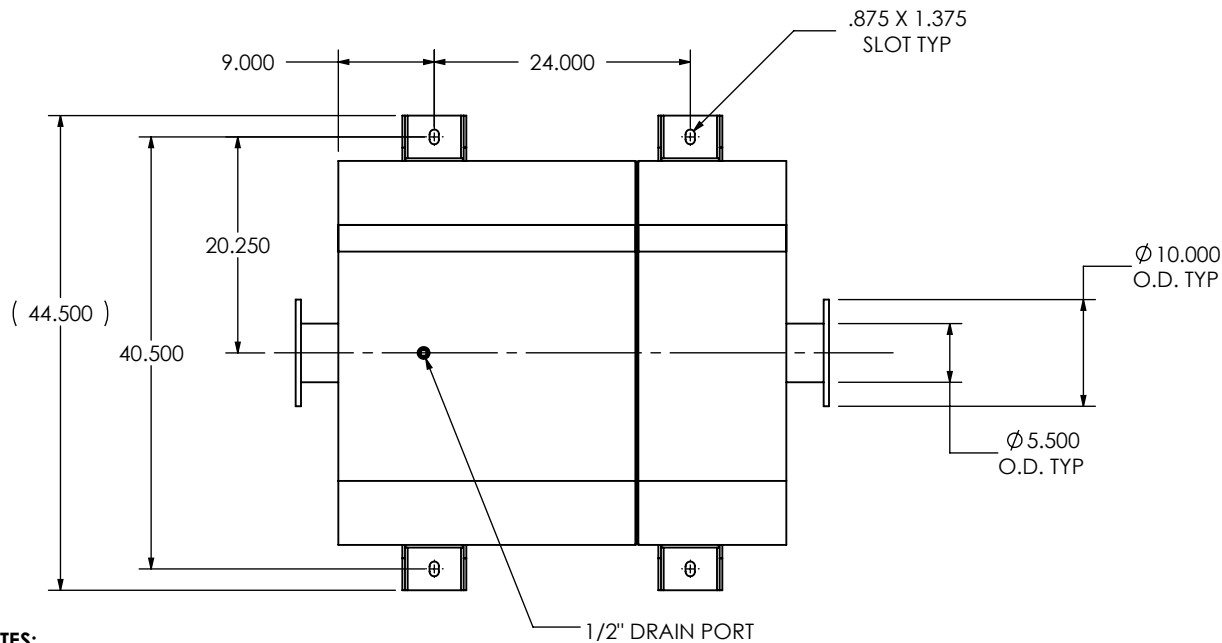 .875 X 1.375
SLOT TYP
9.000
24.000
20.250
( 44.500 )
40.500
Ø 10.000
O.D. TYP
Ø 5.500
O.D. TYP
1/2" DRAIN PORT
TES: